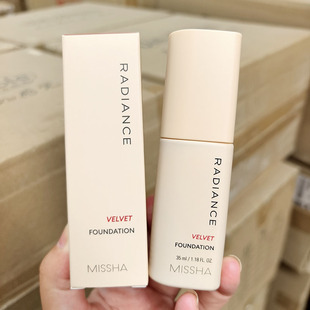 RADIANCE
VELVET
FOUNDATION
MISSHA
RADIANCE
VELVET
FOUNDATION
35 ml / 1.18 FL. OZ
MISSHA